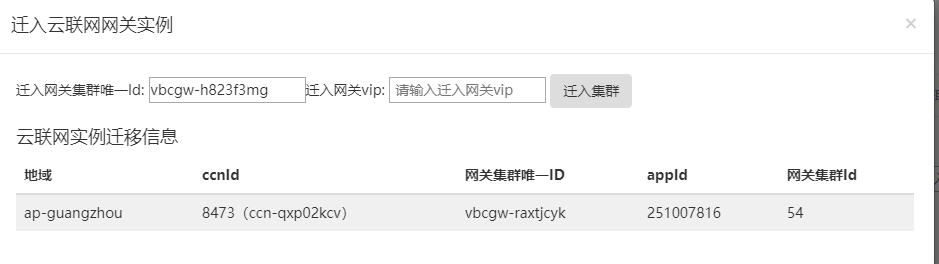 迁入云联网网关实例 ×
迁入网关集群唯一Id: vbcgw-h823f3mg 迁入网关vip: 请输入迁入网关vip 迁入集群
云联网实例迁移信息
地域 ccnId 网关集群唯一ID appId 网关集群Id
ap-guangzhou 8473（ccn-qxp02kcv） vbcgw-raxtjcyk 251007816 54